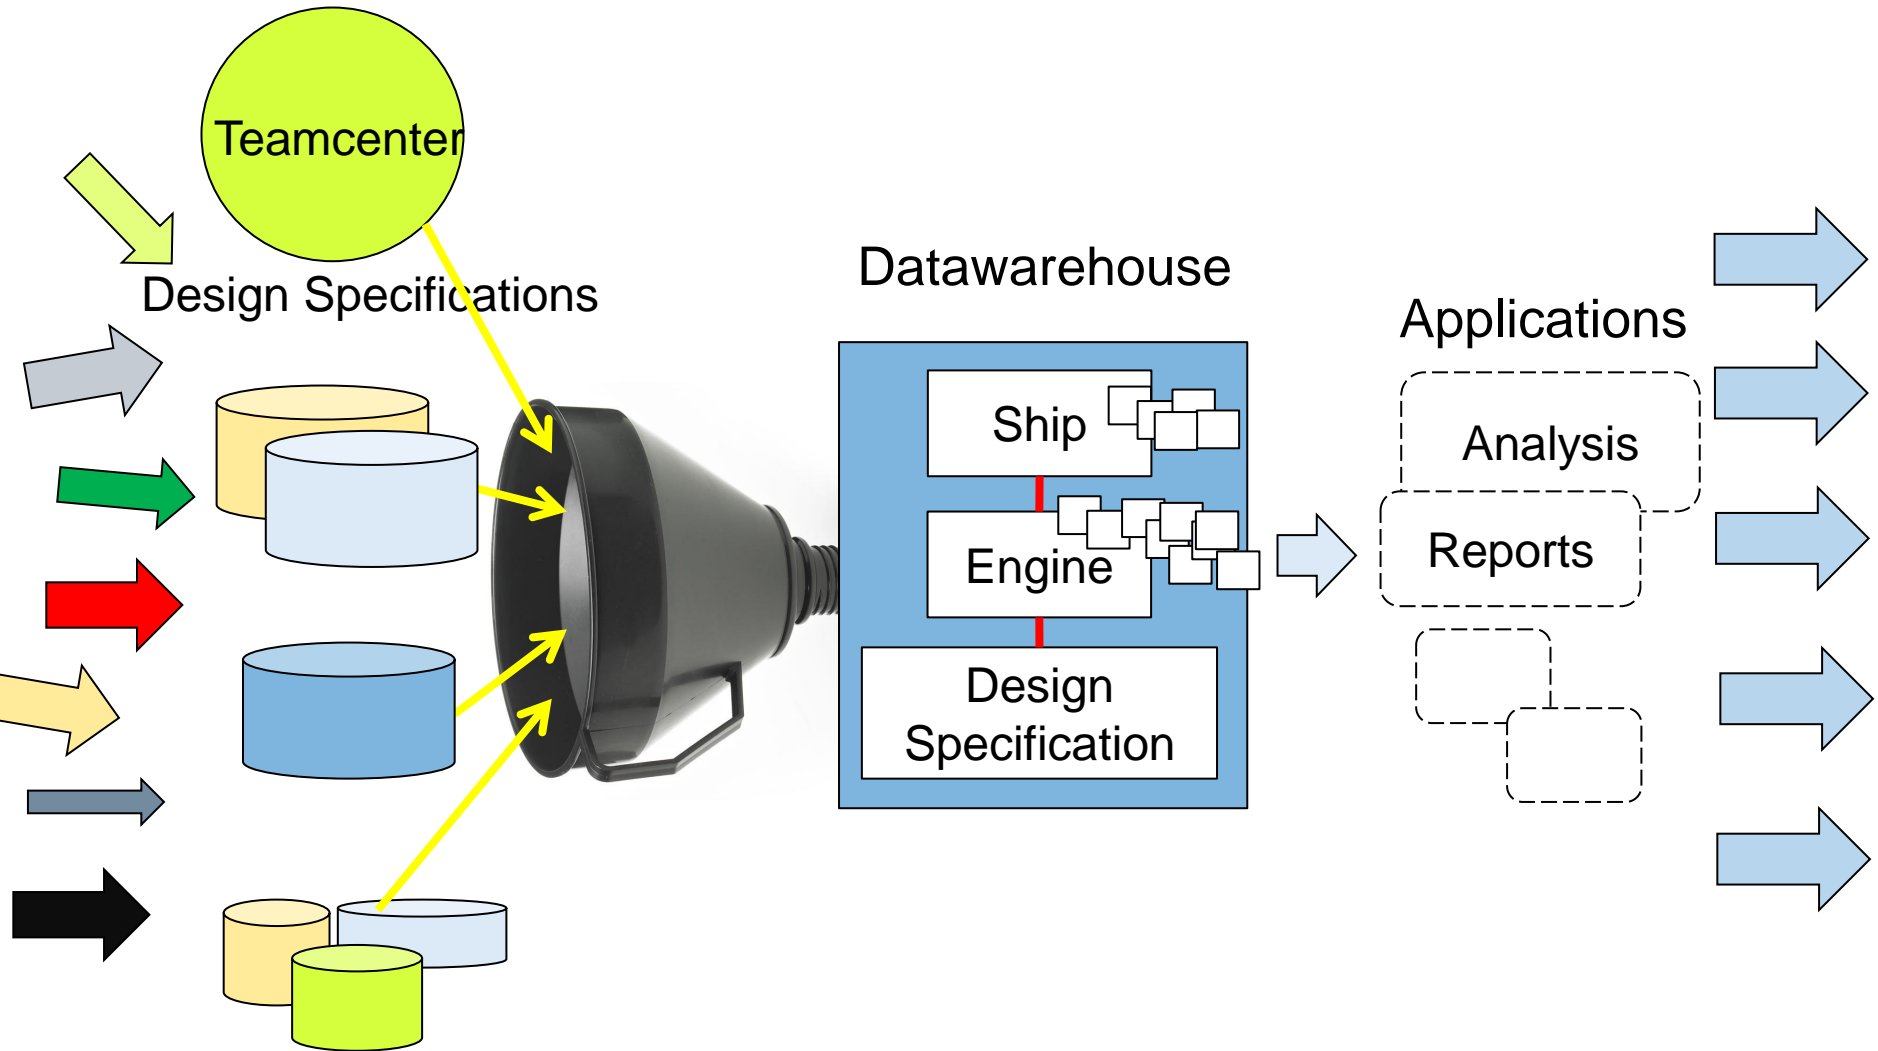 Teamcenter
Design Specifications
Datawarehouse
Ship
Engine
Design
Specification
Applications
Analysis
Reports